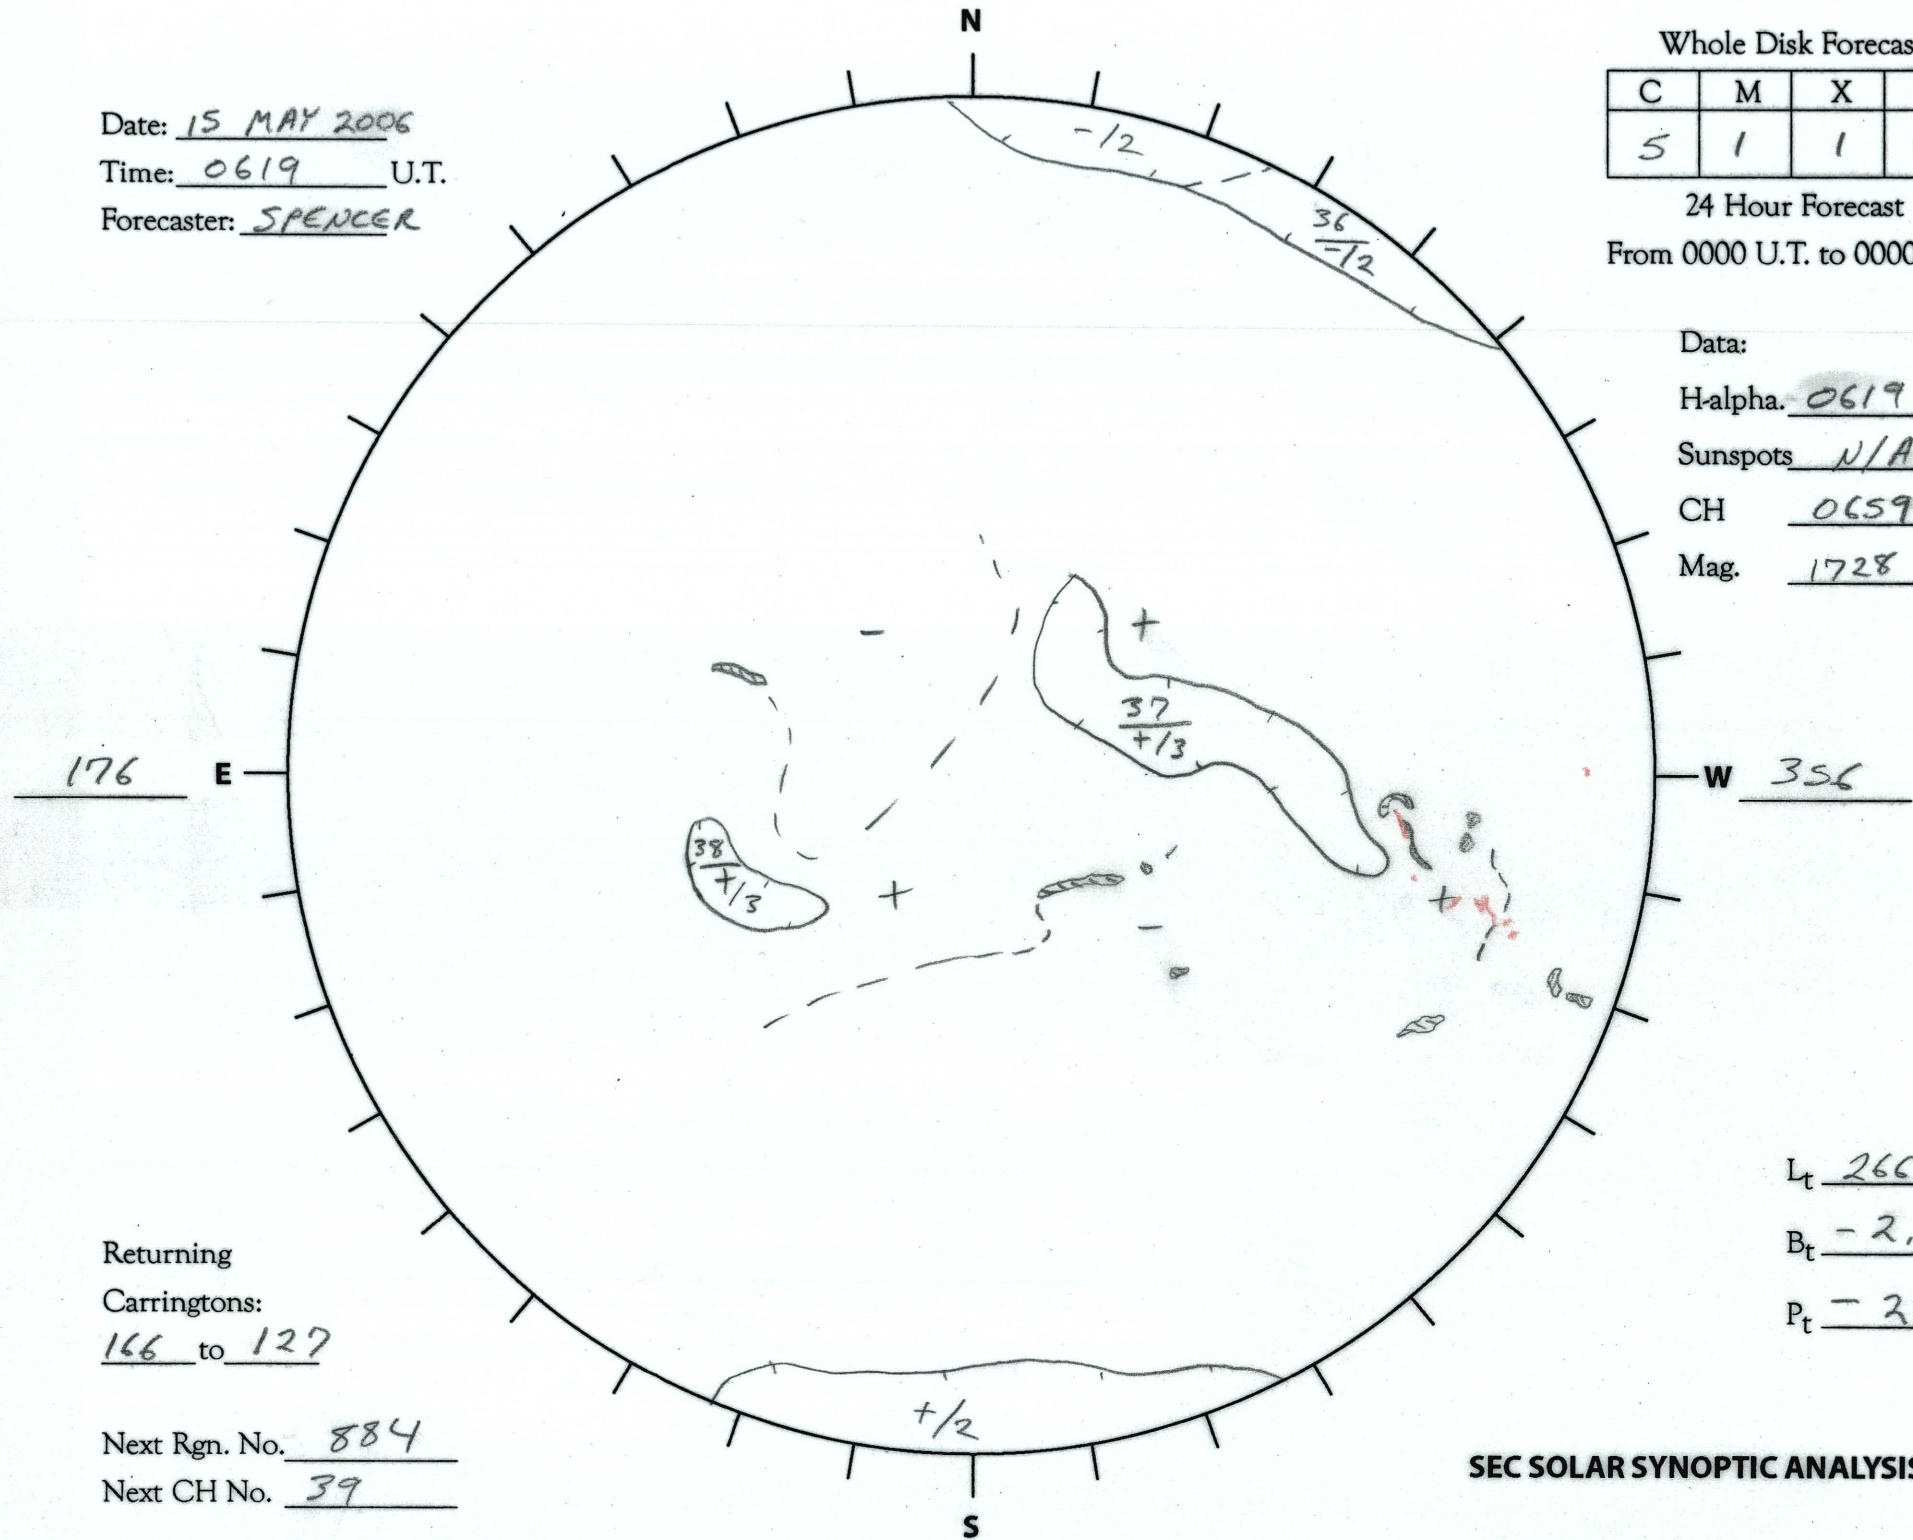 N
Date: 15 MAY 2006
Time: 0619 U.T.
Forecaster: SPENCER
Whole Disk Forecas
C M X
5 1 1
24 Hour Forecast
From 0000 U.T. to 0000
-/2
36
-/2
Data:
H-alpha. 0619
Sunspots N/A
CH 0659
Mag. 1728
-
+
37
+/3
176 E
W 356
38
+/3
+
+
-
Lt 266
Bt - 2.
Pt - 2
Returning
Carringtons:
166 to 127
+/2
Next Rgn. No. 884
Next CH No. 39
SEC SOLAR SYNOPTIC ANALYSIS
S